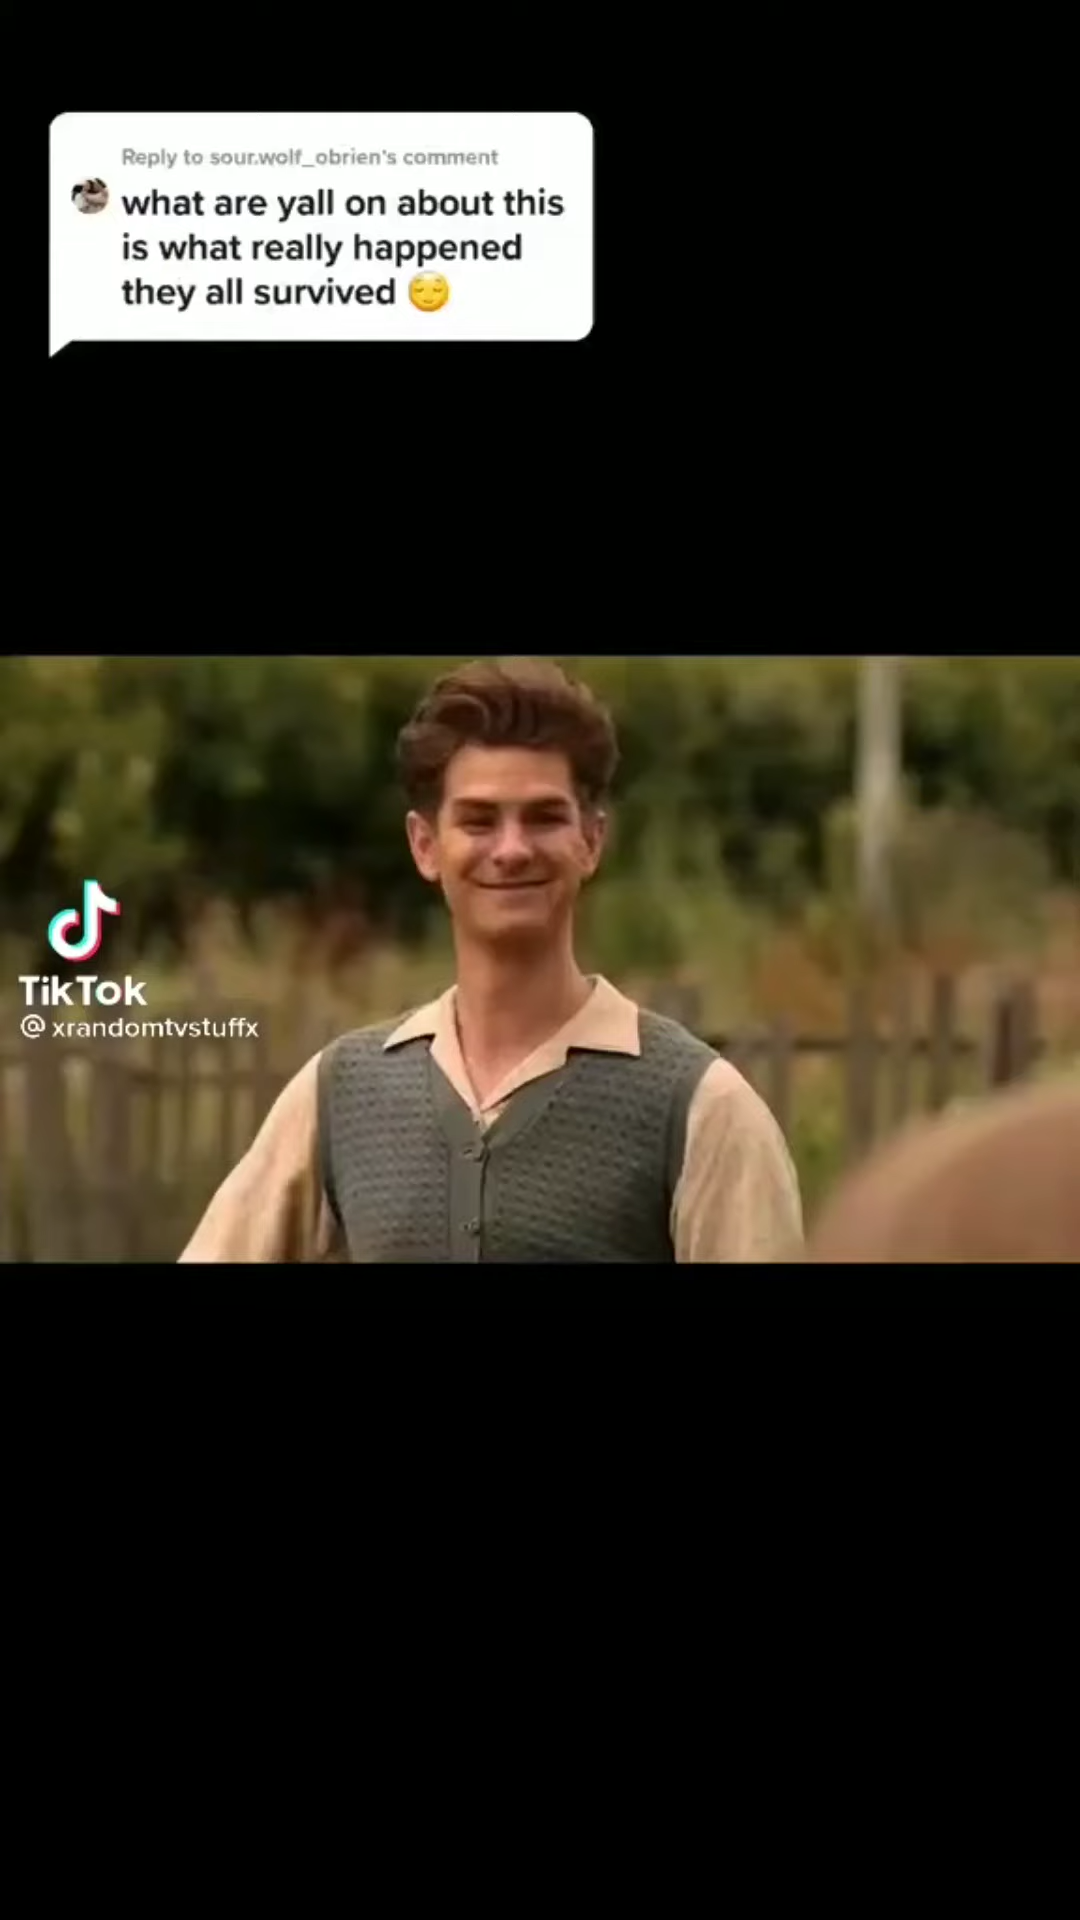 Reply to sour.wolf_obrien's comment
what are yall on about this
is what really happened
they all survived 😌
TikTok
@xrandomtvstuffx